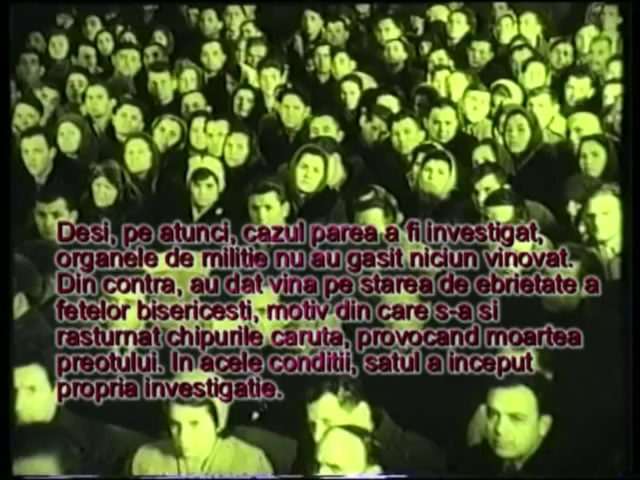 Desi, pe atunci, cazul parea a fi investigat,
organele de militie nu au gasit niciun vinovat.
Din contra, au dat vina pe starea de ebrietate a
fetelor bisericesti, motiv din care s-a si
rasturnat chipurile caruta, provocand moartea
preotului. In acele conditii, satul a inceput
propria investigatie.